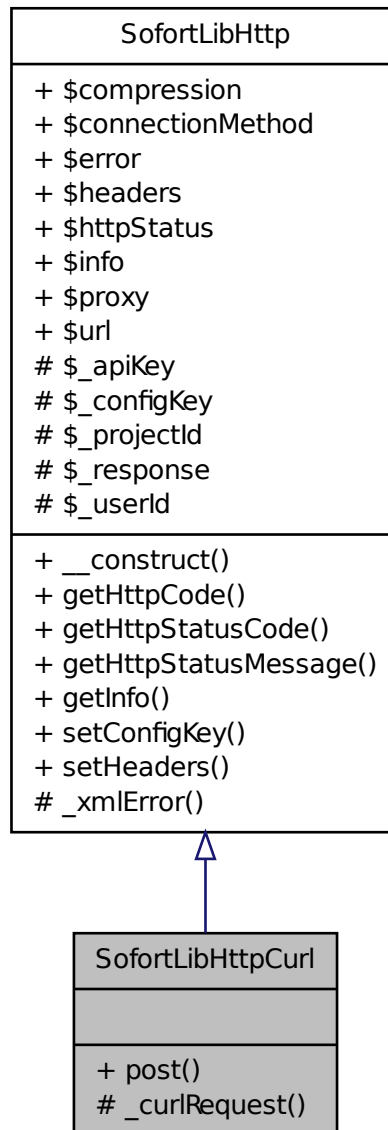 SofortLibHttp
+ $compression
+ $connectionMethod
+ $error
+ $headers
+ $httpStatus
+ $info
+ $proxy
+ $url
# $_apiKey
# $_configKey
# $_projectId
# $_response
# $_userId
+ __construct()
+ getHttpCode()
+ getHttpStatusCode()
+ getHttpStatusMessage()
+ getInfo()
+ setConfigKey()
+ setHeaders()
# _xmlError()
SofortLibHttpCurl
+ post()
# _curlRequest()